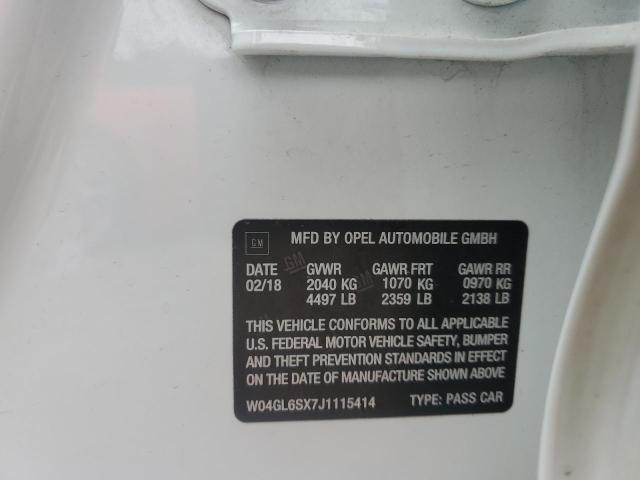 GM MFD BY OPEL AUTOMOBILE GMBH
DATE GVWR GAWR FRT GAWR RR
02/18 2040 KG 1070 KG 0970 KG
4497 LB 2359 LB 2138 LB
THIS VEHICLE CONFORMS TO ALL APPLICABLE
U.S. FEDERAL MOTOR VEHICLE SAFETY, BUMPER
AND THEFT PREVENTION STANDARDS IN EFFECT
ON THE DATE OF MANUFACTURE SHOWN ABOVE
W04GL6SX7J1115414 TYPE: PASS CAR